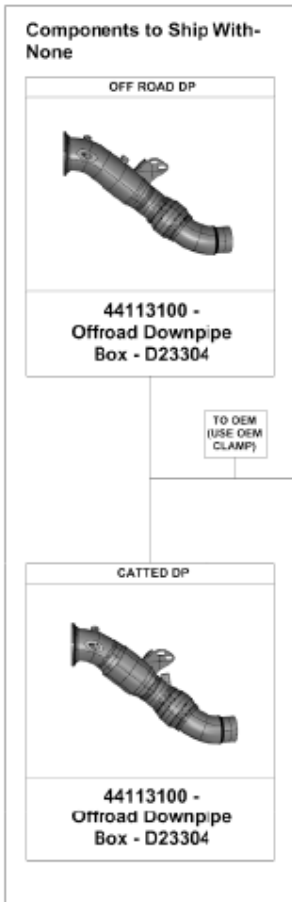 Components to Ship With-
None
OFF ROAD DP
44113100 -
Offroad Downpipe
Box - D23304
TO OEM
(USE OEM
CLAMP)
CATTED DP
44113100 -
Offroad Downpipe
Box - D23304